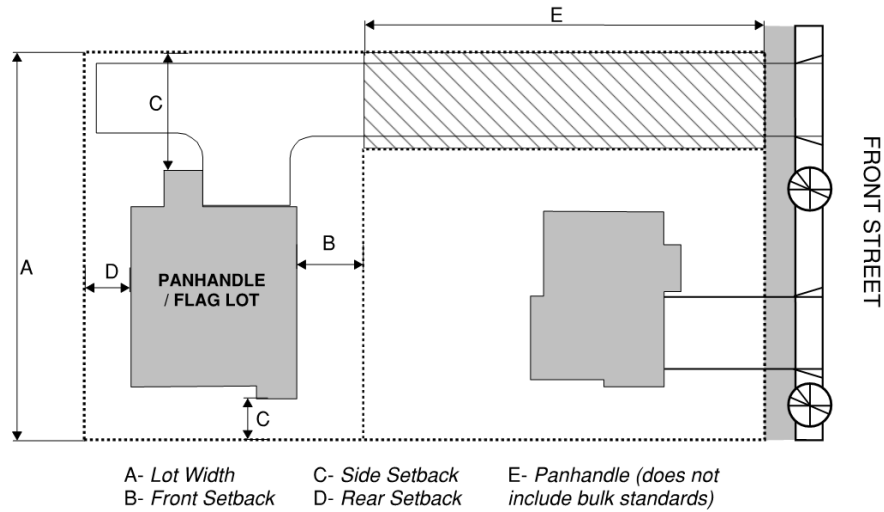 E
C
FRONT STREET
B
A
D
PANHANDLE
/ FLAG LOT
C
A- Lot Width
B- Front Setback
C- Side Setback
D- Rear Setback
E- Panhandle (does not
include bulk standards)